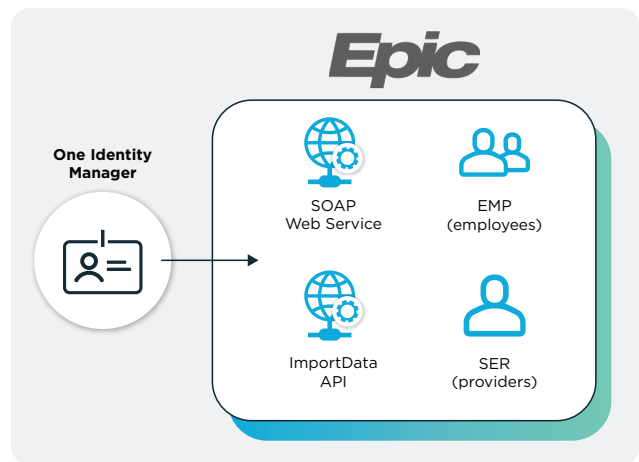 Epic
One Identity
Manager
SOAP
Web Service
EMP
(employees)
ImportData
API
SER
(providers)